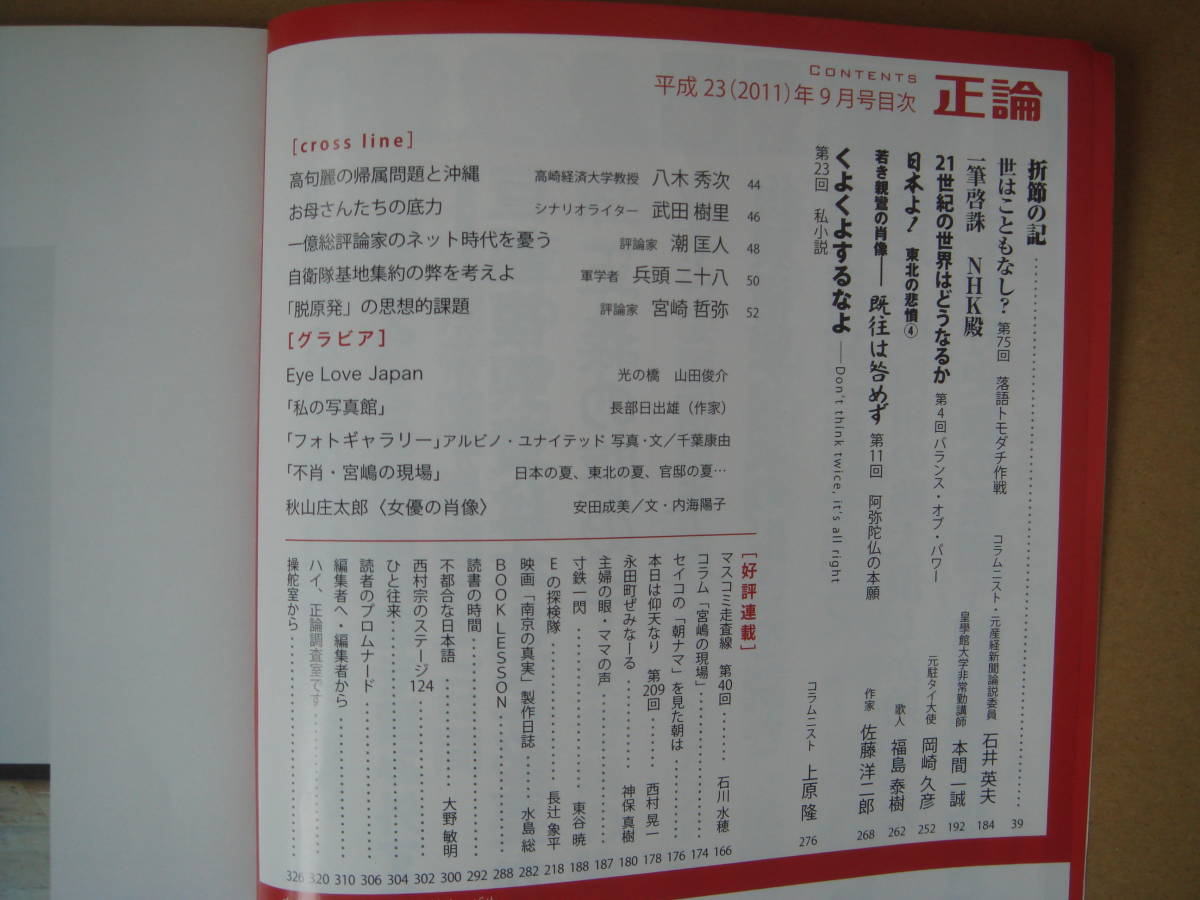 CONTENTS
正論
平成23(2011)年9月号目次
折節の記 39
世はこともなし? 第75回 落語トモダチ作戦 コラムニスト・元産経新聞論説委員 石井英夫 184
一筆啓誅 NHK殿 皇學館大学非常勤講師 本間一誠 192
21世紀の世界はどうなるか 第4回 バランス・オブ・パワー 元駐タイ大使 岡崎久彦 252
日本よ! 東北の悲憤④ 歌人 福島泰樹 262
若き親鸞の肖像――既往は咎めず 第11回 阿弥陀仏の本願 作家 佐藤洋二郎 268
くよくよするなよ――Don't think twice, it's all right
第23回 私小説 コラムニスト 上原隆 276
[cross line]
高句麗の帰属問題と沖縄 高崎経済大学教授 八木 秀次 44
お母さんたちの底力 シナリオライター 武田 樹里 46
一億総評論家のネット時代を憂う 評論家 潮 匡人 48
自衛隊基地集約の弊を考えよ 軍学者 兵頭 二十八 50
「脱原発」の思想的課題 評論家 宮崎 哲弥 52
[グラビア]
Eye Love Japan 光の橋 山田俊介
「私の写真館」 長部日出雄(作家)
「フォトギャラリー」アルビノ・ユナイテッド 写真・文/千葉康由
「不肖・宮嶋の現場」 日本の夏、東北の夏、官邸の夏…
秋山庄太郎〈女優の肖像〉 安田成美/文・内海陽子
[好評連載]
マスコミ走査線 第40回 石川水穂 166
コラム「宮嶋の現場」 174
セイコの「朝ナマ」を見た朝は 176
本日は仰天なり 第209回 西村晃一 178
永田町ぜみなーる 神保真樹 180
主婦の眼・ママの声 187
寸鉄一閃 東谷暁 188
Eの探検隊 長辻象平 218
映画「南京の真実」製作日誌 水島総 282
BOOK LESSON 288
読書の時間 292
不都合な日本語 大野敏明 300
西村宗のステージ124 302
ひと往来 304
読者のプロムナード 306
編集者へ・編集者から 310
ハイ、正論調査室です 320
操舵室から 326